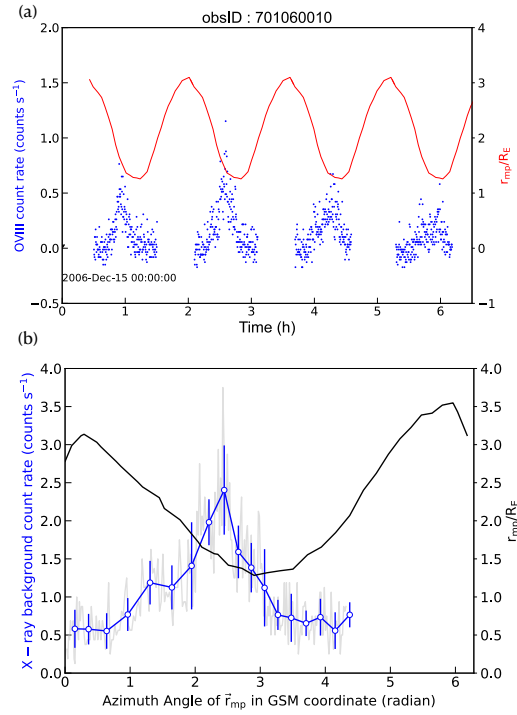 (a)
obsID : 701060010
OVIII count rate (counts s⁻¹)
2.0
1.5
1.0
0.5
0.0
−0.5
4
3
2
1
0
−1
r_mp/R_E
2006-Dec-15 00:00:00
0 1 2 3 4 5 6
Time (h)
(b)
X−ray background count rate (counts s⁻¹)
4.0
3.5
3.0
2.5
2.0
1.5
1.0
0.5
0.0
4.0
3.5
3.0
2.5
2.0
1.5
1.0
0.5
0.0
r_mp/R_E
0 1 2 3 4 5 6
Azimuth Angle of r⃗_mp in GSM coordinate (radian)